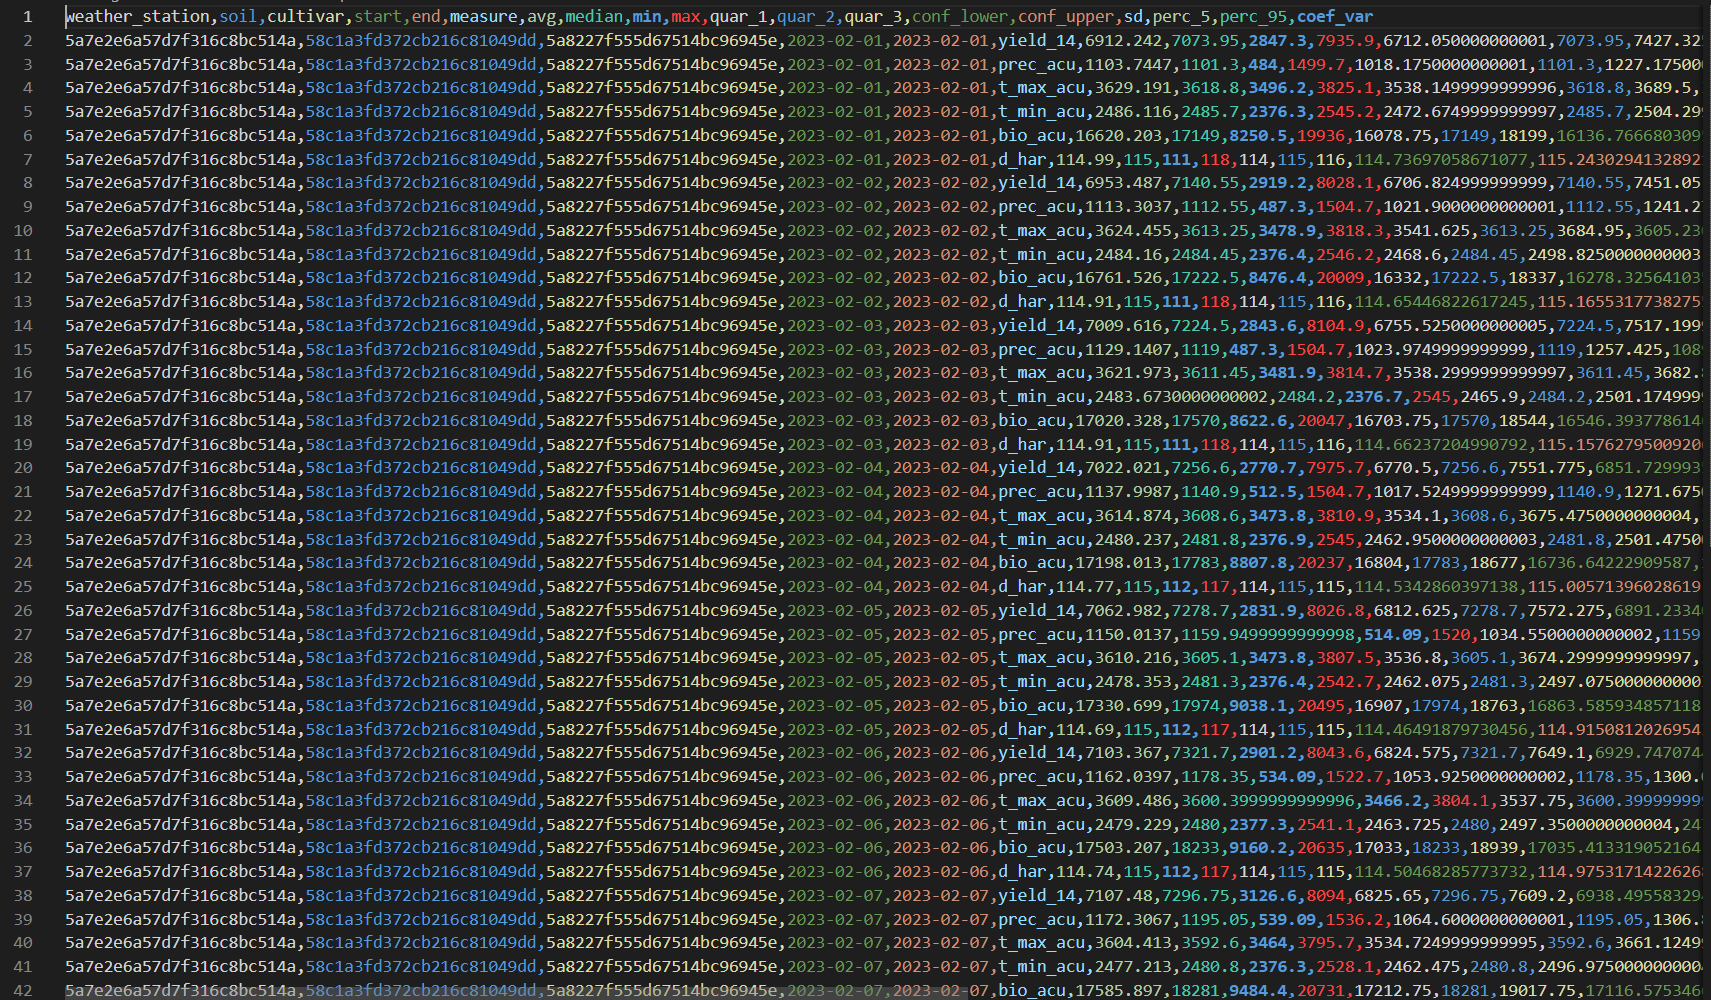 1 weather_station,soil,cultivar,start,end,measure,avg,median,min,max,quar_1,quar_2,quar_3,conf_lower,conf_upper,sd,perc_5,perc_95,coef_var
2 5a7e2e6a57d7f316c8bc514a,58c1a3fd372cb216c81049dd,5a8227f555d67514bc96945e,2023-02-01,2023-02-01,yield_14,6912.242,7073.95,2847.3,7935.9,6712.050000000001,7073.95,7427.325
3 5a7e2e6a57d7f316c8bc514a,58c1a3fd372cb216c81049dd,5a8227f555d67514bc96945e,2023-02-01,2023-02-01,prec_acu,1103.7447,1101.3,484,1499.7,1018.1750000000001,1101.3,1227.17500
4 5a7e2e6a57d7f316c8bc514a,58c1a3fd372cb216c81049dd,5a8227f555d67514bc96945e,2023-02-01,2023-02-01,t_max_acu,3629.191,3618.8,3496.2,3825.1,3538.1499999999996,3618.8,3689.5,
5 5a7e2e6a57d7f316c8bc514a,58c1a3fd372cb216c81049dd,5a8227f555d67514bc96945e,2023-02-01,2023-02-01,t_min_acu,2486.116,2485.7,2376.3,2545.2,2472.6749999999997,2485.7,2504.299
6 5a7e2e6a57d7f316c8bc514a,58c1a3fd372cb216c81049dd,5a8227f555d67514bc96945e,2023-02-01,2023-02-01,bio_acu,16620.203,17149,8250.5,19936,16078.75,17149,18199,16136.766680309
7 5a7e2e6a57d7f316c8bc514a,58c1a3fd372cb216c81049dd,5a8227f555d67514bc96945e,2023-02-01,2023-02-01,d_har,114.99,115,111,118,114,115,116,114.73697058671077,115.2430294132892
8 5a7e2e6a57d7f316c8bc514a,58c1a3fd372cb216c81049dd,5a8227f555d67514bc96945e,2023-02-02,2023-02-02,yield_14,6953.487,7140.55,2919.2,8028.1,6706.824999999999,7140.55,7451.05
9 5a7e2e6a57d7f316c8bc514a,58c1a3fd372cb216c81049dd,5a8227f555d67514bc96945e,2023-02-02,2023-02-02,prec_acu,1113.3037,1112.55,487.3,1504.7,1021.9000000000001,1112.55,1241.2
10 5a7e2e6a57d7f316c8bc514a,58c1a3fd372cb216c81049dd,5a8227f555d67514bc96945e,2023-02-02,2023-02-02,t_max_acu,3624.455,3613.25,3478.9,3818.3,3541.625,3613.25,3684.95,3605.23
11 5a7e2e6a57d7f316c8bc514a,58c1a3fd372cb216c81049dd,5a8227f555d67514bc96945e,2023-02-02,2023-02-02,t_min_acu,2484.16,2484.45,2376.4,2546.2,2468.6,2484.45,2498.8250000000003
12 5a7e2e6a57d7f316c8bc514a,58c1a3fd372cb216c81049dd,5a8227f555d67514bc96945e,2023-02-02,2023-02-02,bio_acu,16761.526,17222.5,8476.4,20009,16332,17222.5,18337,16278.32564103
13 5a7e2e6a57d7f316c8bc514a,58c1a3fd372cb216c81049dd,5a8227f555d67514bc96945e,2023-02-02,2023-02-02,d_har,114.91,115,111,118,114,115,116,114.65446822617245,115.165531773827
14 5a7e2e6a57d7f316c8bc514a,58c1a3fd372cb216c81049dd,5a8227f555d67514bc96945e,2023-02-03,2023-02-03,yield_14,7009.616,7224.5,2843.6,8104.9,6755.5250000000005,7224.5,7517.199
15 5a7e2e6a57d7f316c8bc514a,58c1a3fd372cb216c81049dd,5a8227f555d67514bc96945e,2023-02-03,2023-02-03,prec_acu,1129.1407,1119,487.3,1504.7,1023.9749999999999,1119,1257.425,108
16 5a7e2e6a57d7f316c8bc514a,58c1a3fd372cb216c81049dd,5a8227f555d67514bc96945e,2023-02-03,2023-02-03,t_max_acu,3621.973,3611.45,3481.9,3814.7,3538.2999999999997,3611.45,3682.
17 5a7e2e6a57d7f316c8bc514a,58c1a3fd372cb216c81049dd,5a8227f555d67514bc96945e,2023-02-03,2023-02-03,t_min_acu,2483.6730000000002,2484.2,2376.7,2545,2465.9,2484.2,2501.1749999
18 5a7e2e6a57d7f316c8bc514a,58c1a3fd372cb216c81049dd,5a8227f555d67514bc96945e,2023-02-03,2023-02-03,bio_acu,17020.328,17570,8622.6,20047,16703.75,17570,18544,16546.393778614
19 5a7e2e6a57d7f316c8bc514a,58c1a3fd372cb216c81049dd,5a8227f555d67514bc96945e,2023-02-03,2023-02-03,d_har,114.91,115,111,118,114,115,116,114.66237204990792,115.1576279500920
20 5a7e2e6a57d7f316c8bc514a,58c1a3fd372cb216c81049dd,5a8227f555d67514bc96945e,2023-02-04,2023-02-04,yield_14,7022.021,7256.6,2770.7,7975.7,6770.5,7256.6,7551.775,6851.729993
21 5a7e2e6a57d7f316c8bc514a,58c1a3fd372cb216c81049dd,5a8227f555d67514bc96945e,2023-02-04,2023-02-04,prec_acu,1137.9987,1140.9,512.5,1504.7,1017.5249999999999,1140.9,1271.675
22 5a7e2e6a57d7f316c8bc514a,58c1a3fd372cb216c81049dd,5a8227f555d67514bc96945e,2023-02-04,2023-02-04,t_max_acu,3614.874,3608.6,3473.8,3810.9,3534.1,3608.6,3675.4750000000004,
23 5a7e2e6a57d7f316c8bc514a,58c1a3fd372cb216c81049dd,5a8227f555d67514bc96945e,2023-02-04,2023-02-04,t_min_acu,2480.237,2481.8,2376.9,2545,2462.9500000000003,2481.8,2501.4750
24 5a7e2e6a57d7f316c8bc514a,58c1a3fd372cb216c81049dd,5a8227f555d67514bc96945e,2023-02-04,2023-02-04,bio_acu,17198.013,17783,8807.8,20237,16804,17783,18677,16736.64222909587,
25 5a7e2e6a57d7f316c8bc514a,58c1a3fd372cb216c81049dd,5a8227f555d67514bc96945e,2023-02-04,2023-02-04,d_har,114.77,115,112,117,114,115,115,114.5342860397138,115.00571396028619
26 5a7e2e6a57d7f316c8bc514a,58c1a3fd372cb216c81049dd,5a8227f555d67514bc96945e,2023-02-05,2023-02-05,yield_14,7062.982,7278.7,2831.9,8026.8,6812.625,7278.7,7572.275,6891.2334
27 5a7e2e6a57d7f316c8bc514a,58c1a3fd372cb216c81049dd,5a8227f555d67514bc96945e,2023-02-05,2023-02-05,prec_acu,1150.0137,1159.9499999999998,514.09,1520,1034.5500000000002,1159
28 5a7e2e6a57d7f316c8bc514a,58c1a3fd372cb216c81049dd,5a8227f555d67514bc96945e,2023-02-05,2023-02-05,t_max_acu,3610.216,3605.1,3473.8,3807.5,3536.8,3605.1,3674.2999999999997,
29 5a7e2e6a57d7f316c8bc514a,58c1a3fd372cb216c81049dd,5a8227f555d67514bc96945e,2023-02-05,2023-02-05,t_min_acu,2478.353,2481.3,2376.4,2542.7,2462.075,2481.3,2497.075000000000
30 5a7e2e6a57d7f316c8bc514a,58c1a3fd372cb216c81049dd,5a8227f555d67514bc96945e,2023-02-05,2023-02-05,bio_acu,17330.699,17974,9038.1,20495,16907,17974,18763,16863.585934857118
31 5a7e2e6a57d7f316c8bc514a,58c1a3fd372cb216c81049dd,5a8227f555d67514bc96945e,2023-02-05,2023-02-05,d_har,114.69,115,112,117,114,115,115,114.46491879730456,114.9150812026954
32 5a7e2e6a57d7f316c8bc514a,58c1a3fd372cb216c81049dd,5a8227f555d67514bc96945e,2023-02-06,2023-02-06,yield_14,7103.367,7321.7,2901.2,8043.6,6824.575,7321.7,7649.1,6929.747074
33 5a7e2e6a57d7f316c8bc514a,58c1a3fd372cb216c81049dd,5a8227f555d67514bc96945e,2023-02-06,2023-02-06,prec_acu,1162.0397,1178.35,534.09,1522.7,1053.9250000000002,1178.35,1300.
34 5a7e2e6a57d7f316c8bc514a,58c1a3fd372cb216c81049dd,5a8227f555d67514bc96945e,2023-02-06,2023-02-06,t_max_acu,3609.486,3600.3999999999996,3466.2,3804.1,3537.75,3600.399999999
35 5a7e2e6a57d7f316c8bc514a,58c1a3fd372cb216c81049dd,5a8227f555d67514bc96945e,2023-02-06,2023-02-06,t_min_acu,2479.229,2480,2377.3,2541.1,2463.725,2480,2497.3500000000004,24
36 5a7e2e6a57d7f316c8bc514a,58c1a3fd372cb216c81049dd,5a8227f555d67514bc96945e,2023-02-06,2023-02-06,bio_acu,17503.207,18233,9160.2,20635,17033,18233,18939,17035.413319052164
37 5a7e2e6a57d7f316c8bc514a,58c1a3fd372cb216c81049dd,5a8227f555d67514bc96945e,2023-02-06,2023-02-06,d_har,114.74,115,112,117,114,115,115,114.50468285773732,114.9753171422626
38 5a7e2e6a57d7f316c8bc514a,58c1a3fd372cb216c81049dd,5a8227f555d67514bc96945e,2023-02-07,2023-02-07,yield_14,7107.48,7296.75,3126.6,8094,6825.65,7296.75,7609.2,6938.49558329
39 5a7e2e6a57d7f316c8bc514a,58c1a3fd372cb216c81049dd,5a8227f555d67514bc96945e,2023-02-07,2023-02-07,prec_acu,1172.3067,1195.05,539.09,1536.2,1064.6000000000001,1195.05,1306.
40 5a7e2e6a57d7f316c8bc514a,58c1a3fd372cb216c81049dd,5a8227f555d67514bc96945e,2023-02-07,2023-02-07,t_max_acu,3604.413,3592.6,3464,3795.7,3534.7249999999995,3592.6,3661.1249
41 5a7e2e6a57d7f316c8bc514a,58c1a3fd372cb216c81049dd,5a8227f555d67514bc96945e,2023-02-07,2023-02-07,t_min_acu,2477.213,2480.8,2376.3,2528.1,2462.475,2480.8,2496.975000000000
42 5a7e2e6a57d7f316c8bc514a,58c1a3fd372cb216c81049dd,5a8227f555d67514bc96945e,2023-02-07,2023-02-07,bio_acu,17585.897,18281,9484.4,20731,17212.75,18281,19017.75,17116.575346